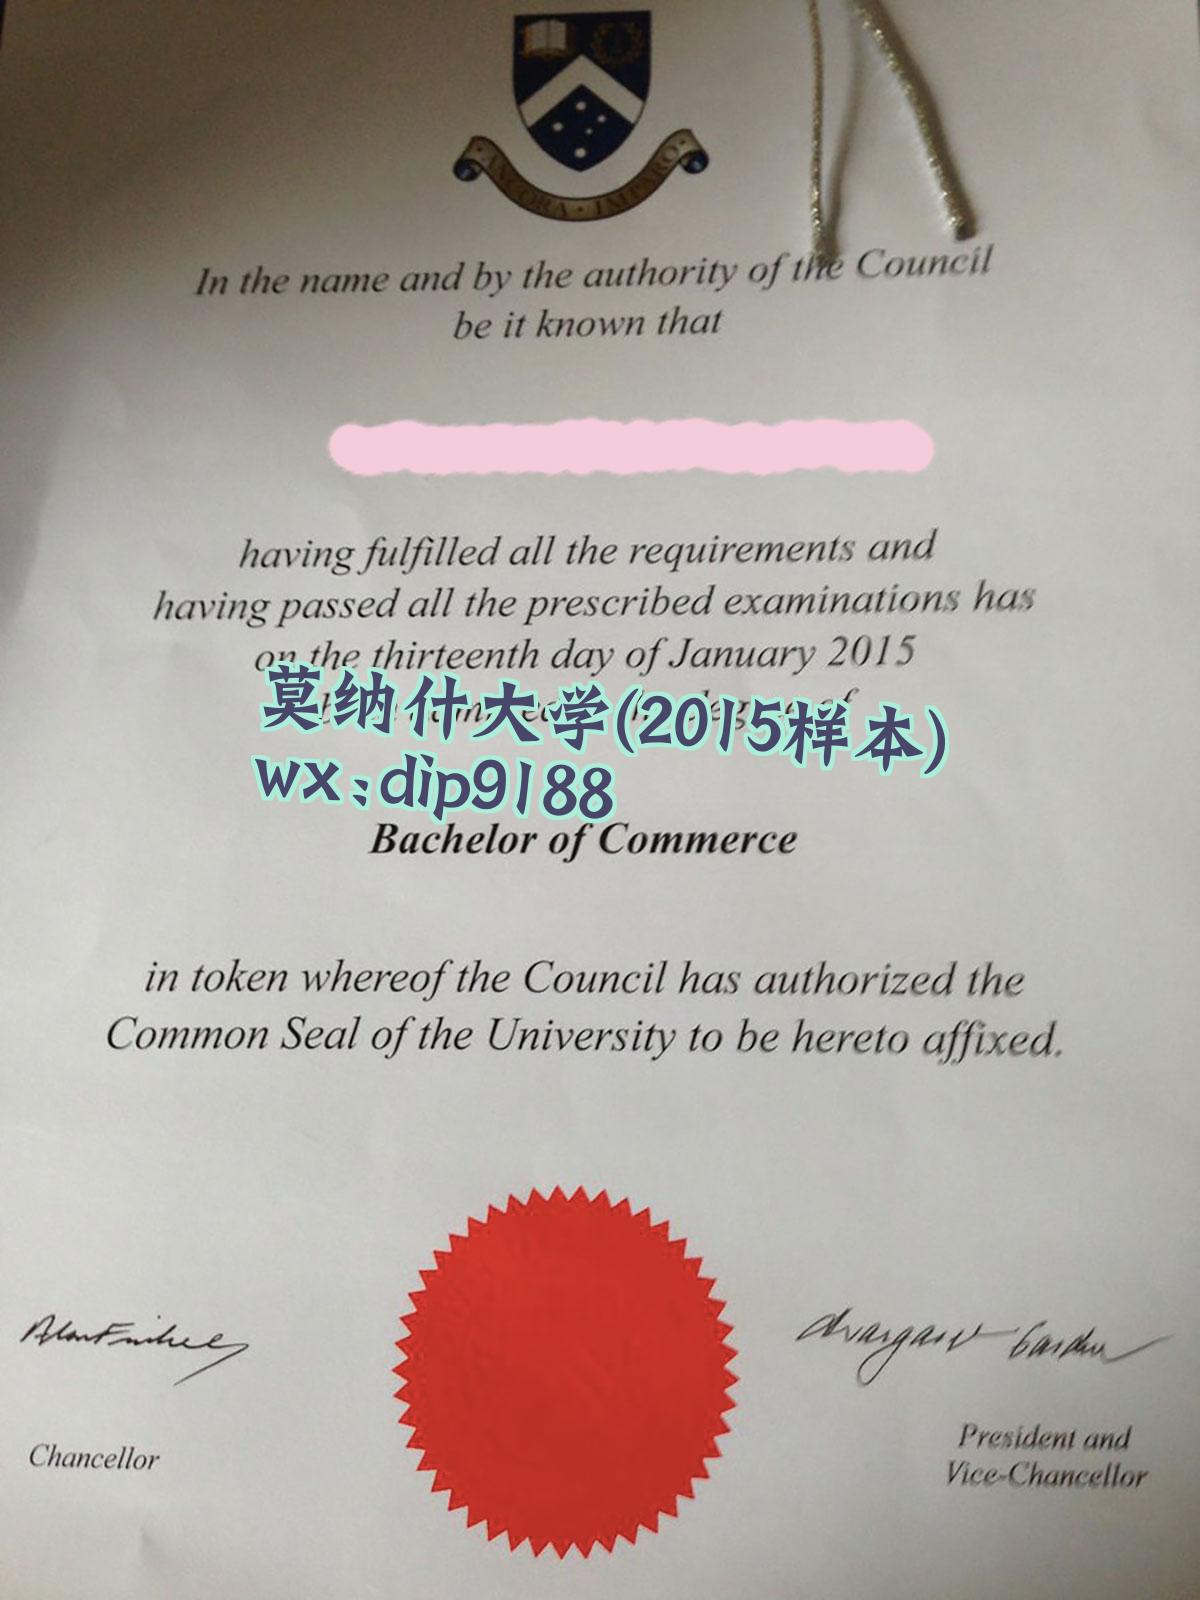 ANCORA · IMPARO
In the name and by the authority of the Council
be it known that
having fulfilled all the requirements and
having passed all the prescribed examinations has
on the thirteenth day of January 2015
莫纳什大学(2015样本)
wx:dip9188
Bachelor of Commerce
in token whereof the Council has authorized the
Common Seal of the University to be hereto affixed.
Chancellor
President and
Vice-Chancellor